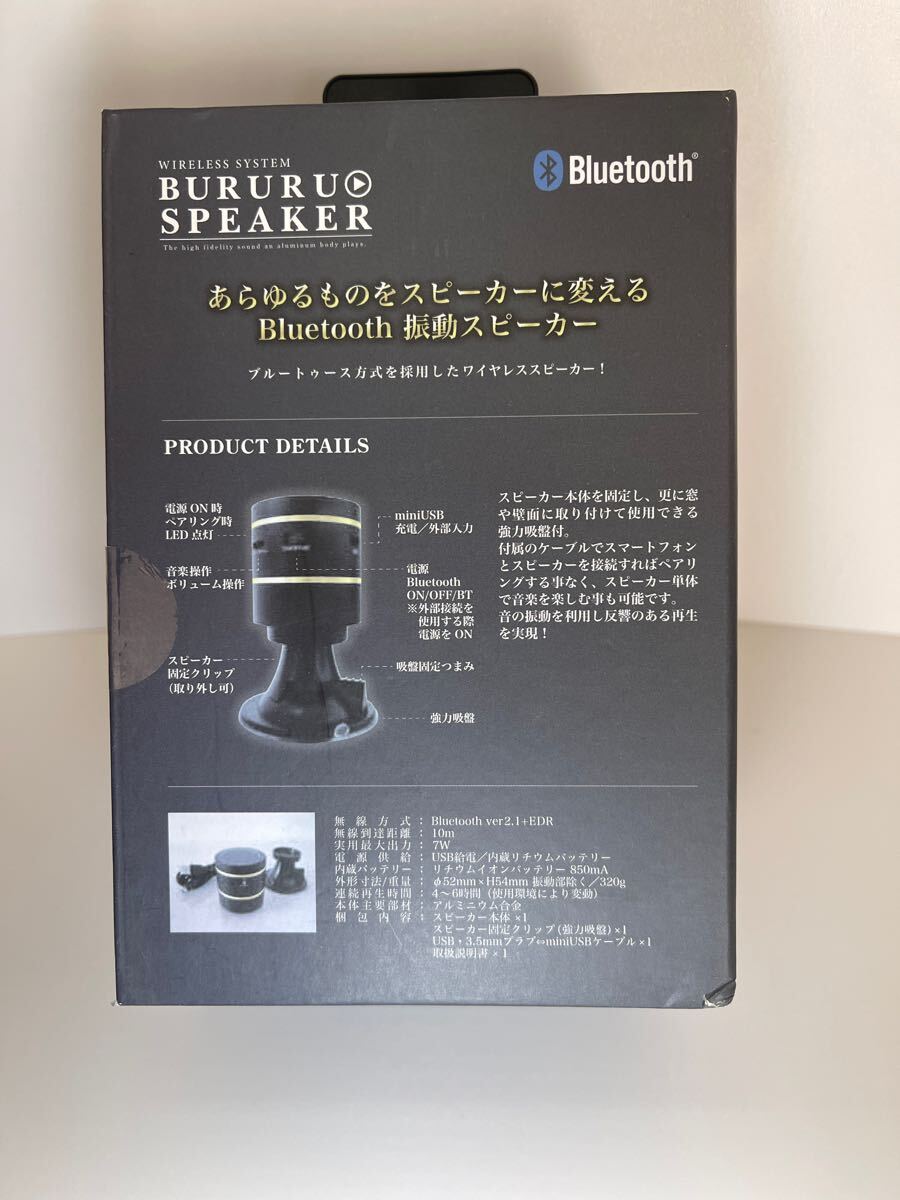 WIRELESS SYSTEM
BURURU
SPEAKER
The high fidelity sound an aluminum body plays.
Bluetooth®
あらゆるものをスピーカーに変える
Bluetooth 振動スピーカー
ブルートゥース方式を採用したワイヤレススピーカー！
PRODUCT DETAILS
電源 ON 時
ペアリング時
LED 点灯
音楽操作
ボリューム操作
スピーカー
固定クリップ
（取り外し可）
miniUSB
充電／外部入力
電源
Bluetooth
ON/OFF/BT
※外部接続を
使用する際
電源を ON
吸盤固定つまみ
強力吸盤
スピーカー本体を固定し、更に窓
や壁面に取り付けて使用できる
強力吸盤付。
付属のケーブルでスマートフォン
とスピーカーを接続すればペアリ
ングする事なく、スピーカー単体
で音楽を楽しむ事も可能です。
音の振動を利用し反響のある再生
を実現！
無線方式：Bluetooth ver2.1+EDR
無線到達距離：10m
実用最大出力：7W
電源供給：USB給電／内蔵リチウムバッテリー
内蔵バッテリー：リチウムイオンバッテリー 850mA
外形寸法/重量：φ52mm×H54mm 振動部除く／320g
連続再生時間：4〜6時間（使用環境により変動）
本体主要部材：アルミニウム合金
梱包内容：スピーカー本体 ×1
スピーカー固定クリップ（強力吸盤）×1
USB・3.5mmプラブ⇔miniUSBケーブル ×1
取扱説明書 ×1